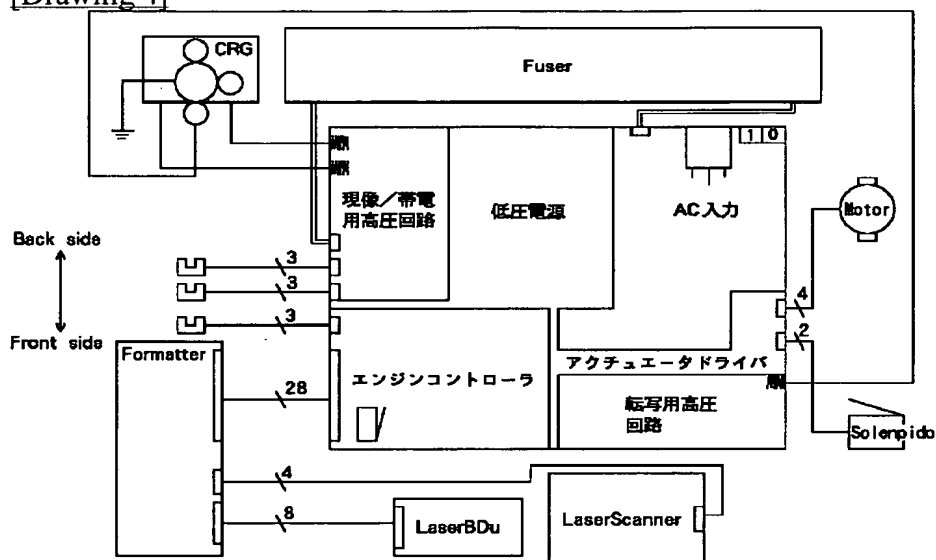 [Drawing 4]
CRG
Fuser
1 0
現像/帯電
用高圧回路
低圧電源
AC入力
Motor
Back side
3
3
4
3
2
Front side
Formatter
エンジンコントローラ
アクチュエータドライバ
28
転写用高圧
回路
Solenpido
4
8
LaserBDu
LaserScanner